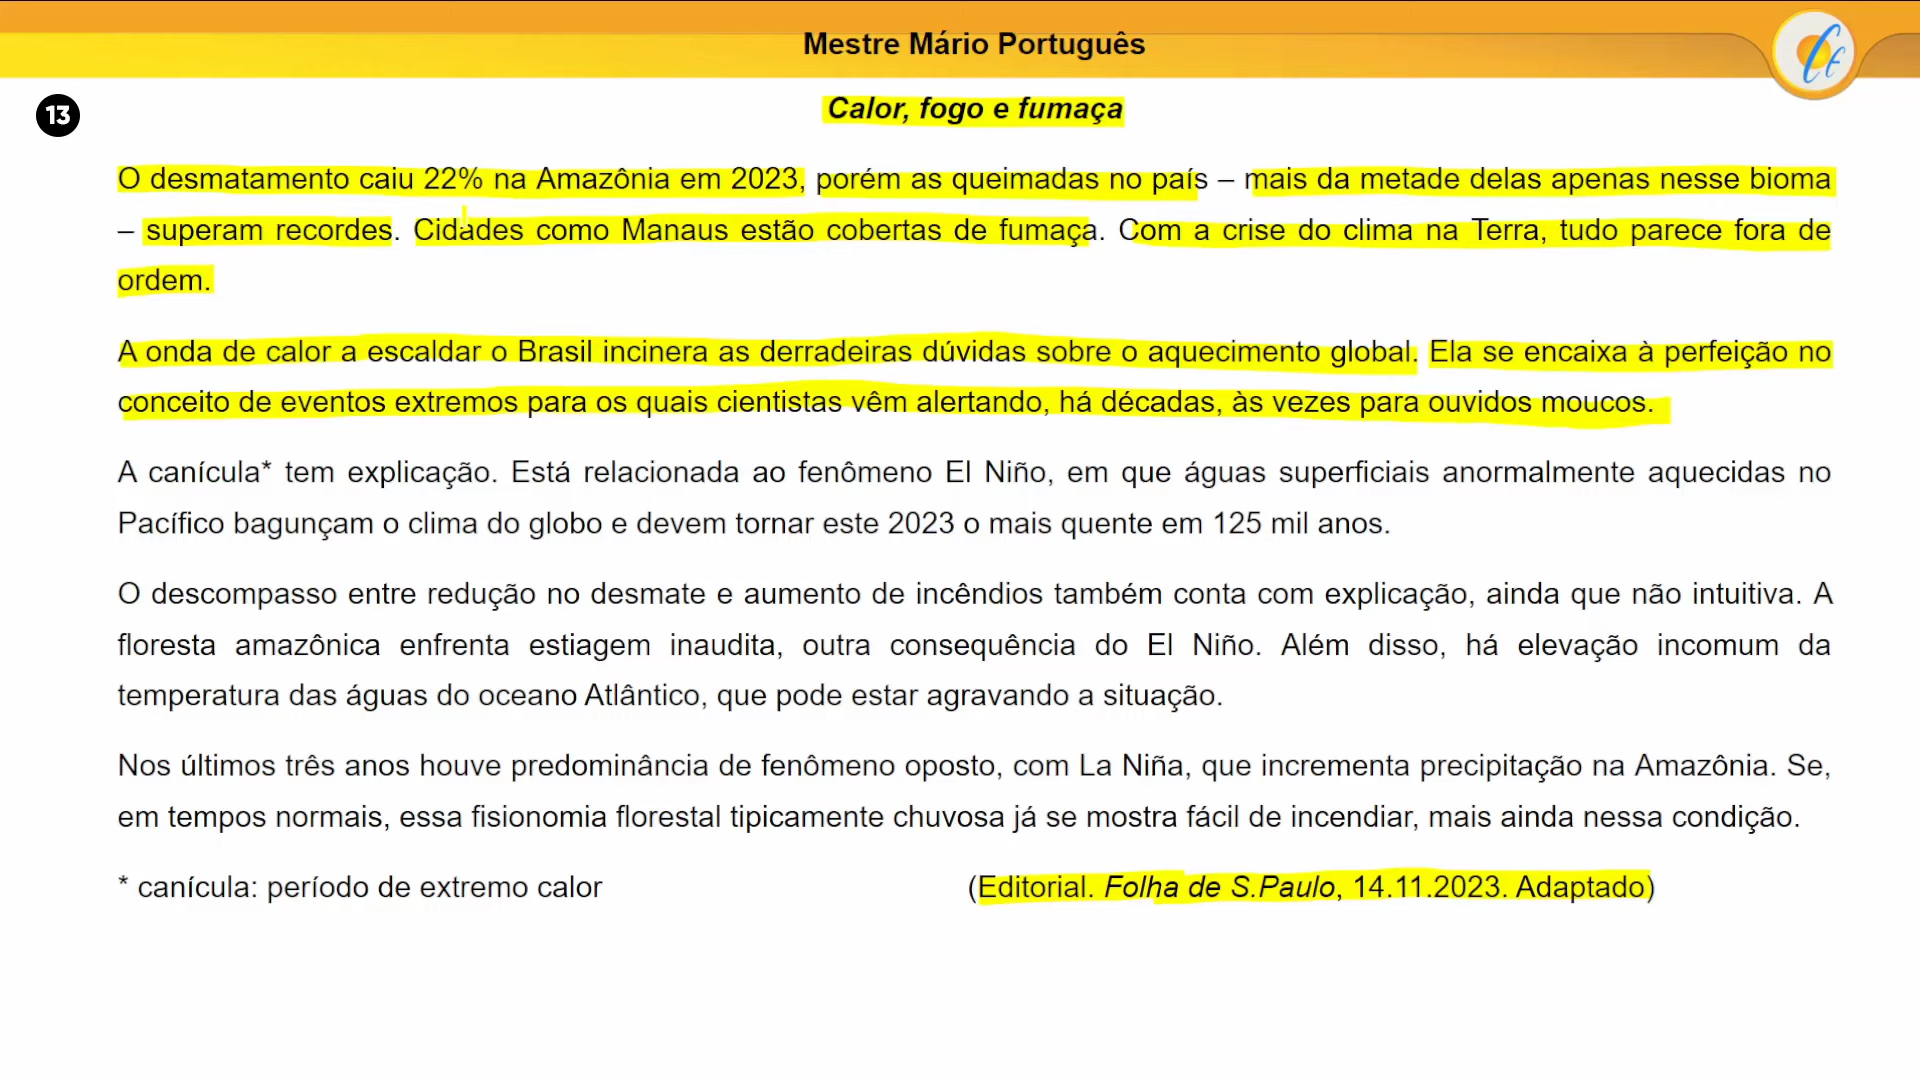 Mestre Mário Português
13
Calor, fogo e fumaça
O desmatamento caiu 22% na Amazônia em 2023, porém as queimadas no país – mais da metade delas apenas nesse bioma
– superam recordes. Cidades como Manaus estão cobertas de fumaça. Com a crise do clima na Terra, tudo parece fora de
ordem.
A onda de calor a escaldar o Brasil incinera as derradeiras dúvidas sobre o aquecimento global. Ela se encaixa à perfeição no
conceito de eventos extremos para os quais cientistas vêm alertando, há décadas, às vezes para ouvidos moucos.
A canícula* tem explicação. Está relacionada ao fenômeno El Niño, em que águas superficiais anormalmente aquecidas no
Pacífico bagunçam o clima do globo e devem tornar este 2023 o mais quente em 125 mil anos.
O descompasso entre redução no desmate e aumento de incêndios também conta com explicação, ainda que não intuitiva. A
floresta amazônica enfrenta estiagem inaudita, outra consequência do El Niño. Além disso, há elevação incomum da
temperatura das águas do oceano Atlântico, que pode estar agravando a situação.
Nos últimos três anos houve predominância de fenômeno oposto, com La Niña, que incrementa precipitação na Amazônia. Se,
em tempos normais, essa fisionomia florestal tipicamente chuvosa já se mostra fácil de incendiar, mais ainda nessa condição.
* canícula: período de extremo calor (Editorial. Folha de S.Paulo, 14.11.2023. Adaptado)